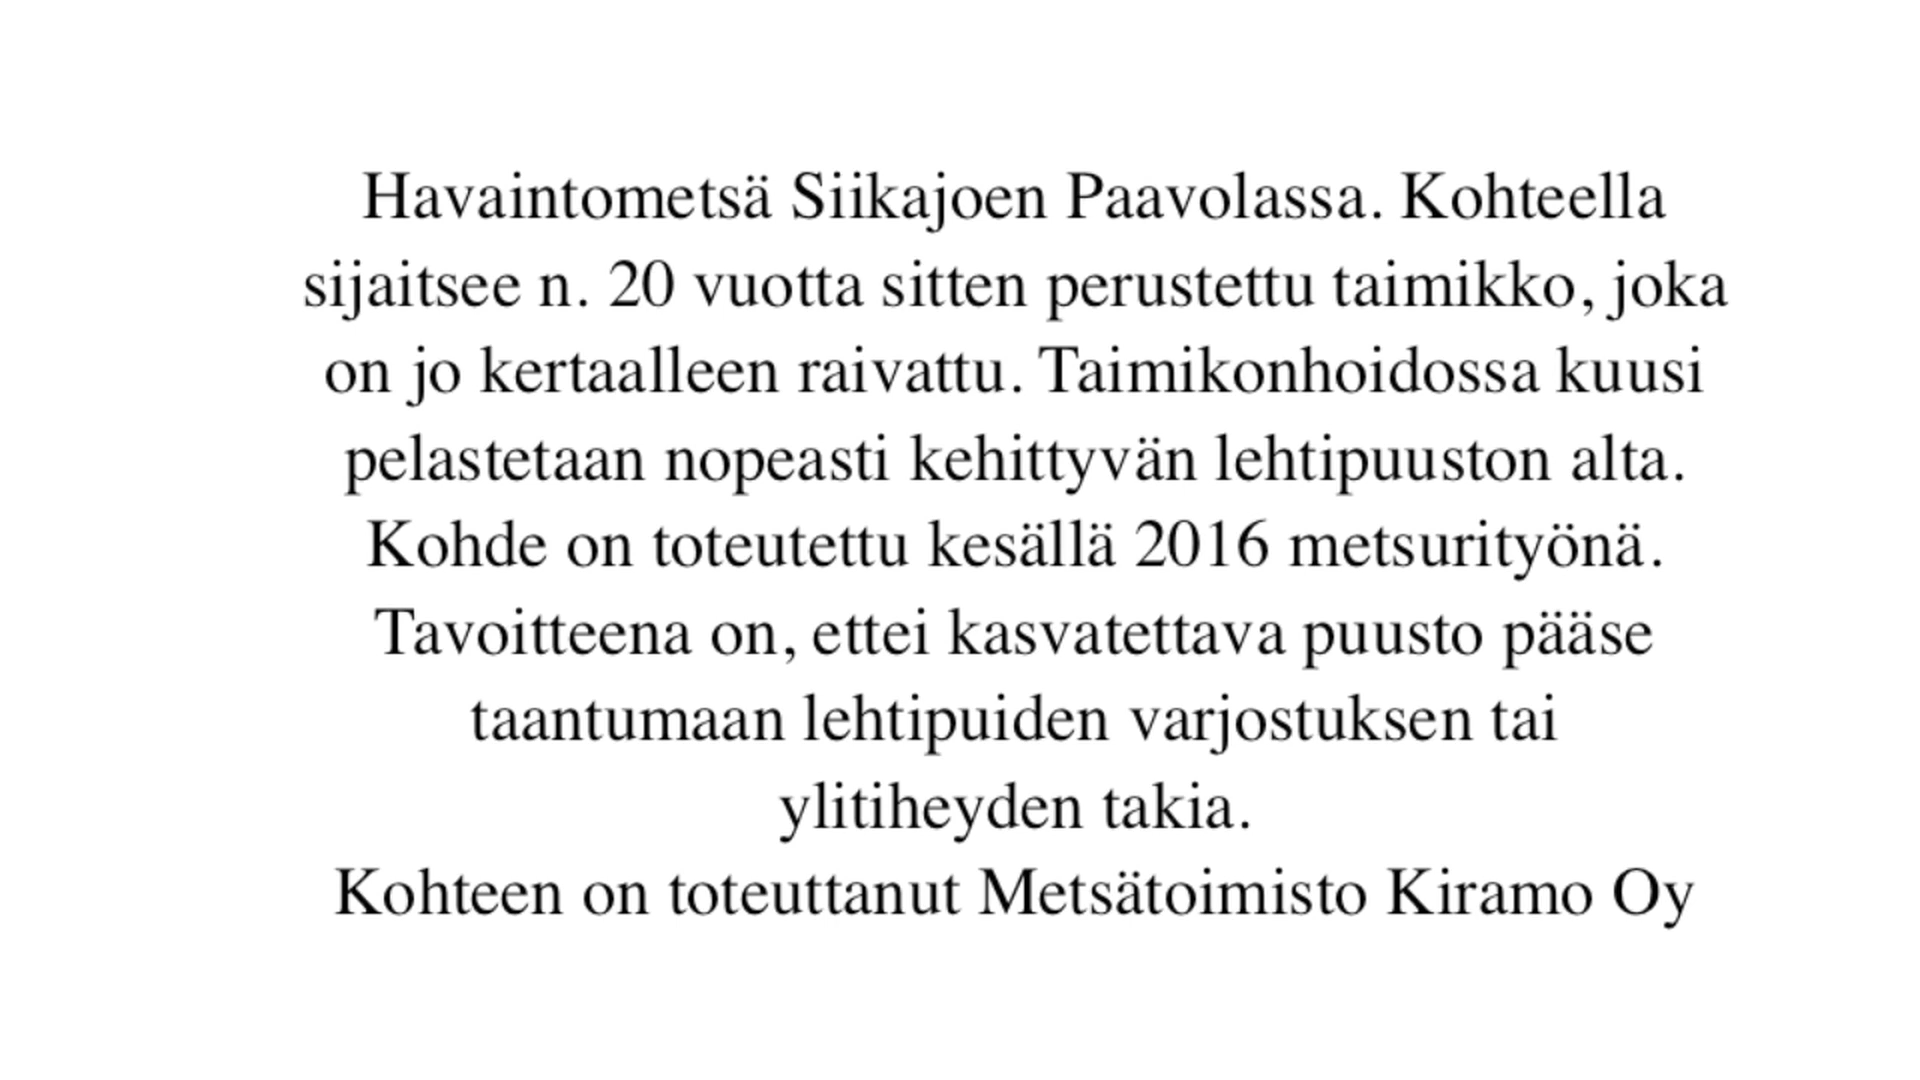 Havaintometsä Siikajoen Paavolassa. Kohteella
sijaitsee n. 20 vuotta sitten perustettu taimikko, joka
on jo kertaalleen raivattu. Taimikonhoidossa kuusi
pelastetaan nopeasti kehittyvän lehtipuuston alta.
Kohde on toteutettu kesällä 2016 metsurityönä.
Tavoitteena on, ettei kasvatettava puusto pääse
taantumaan lehtipuiden varjostuksen tai
ylitiheyden takia.
Kohteen on toteuttanut Metsätoimisto Kiramo Oy